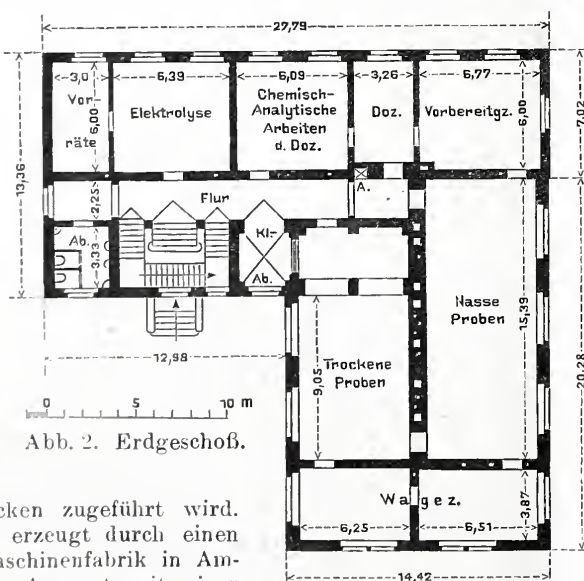 27,79
3,0
6,39
6,09
3,26
6,77
Vor-
räte
6,00
Elektrolyse
Chemisch-
Analytische
Arbeiten
d. Doz.
Doz.
Vorbereitgz.
6,00
7,02
13,36
2,25
Flur
A.
Ab.
3,33
Kl.-
Ab.
Nasse
Proben
15,39
20,28
12,98
Trockene
Proben
9,05
0 5 10 m
Abb. 2. Erdgeschoß.
Wagez.
3,87
6,25
6,51
14,42
cken zugeführt wird.
erzeugt durch einen
aschinenfabrik in Am-